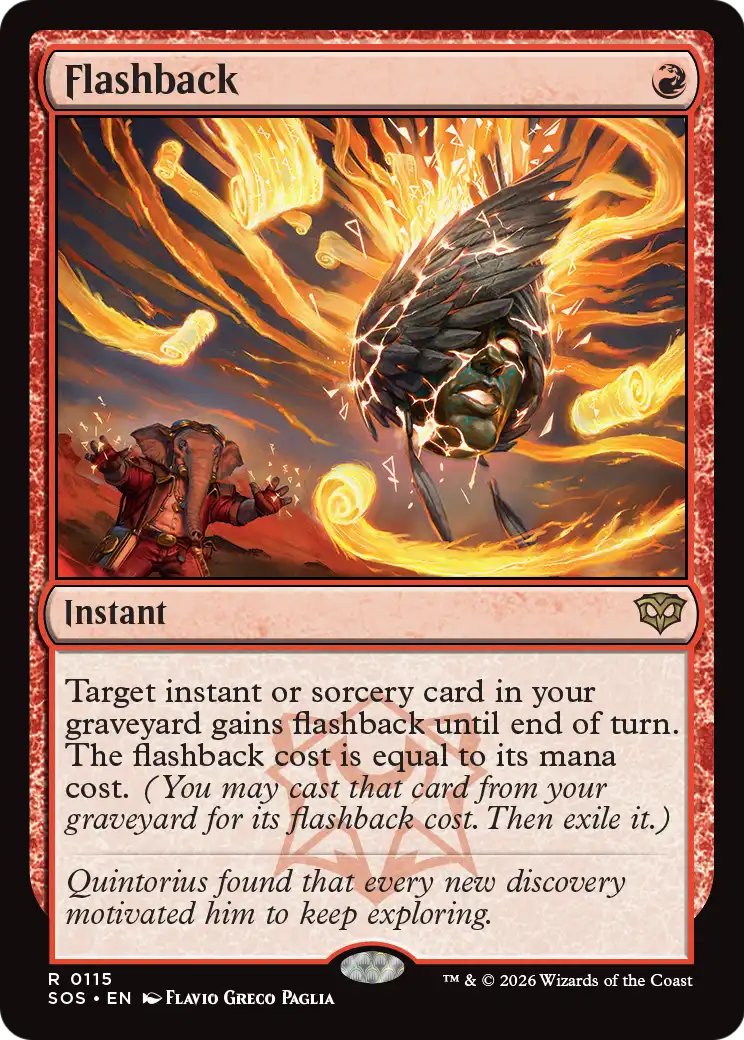 Flashback
Instant
Target instant or sorcery card in your
graveyard gains flashback until end of turn.
The flashback cost is equal to its mana
cost. (You may cast that card from your
graveyard for its flashback cost. Then exile it.)
Quintorius found that every new discovery
motivated him to keep exploring.
R 0115
SOS • EN Flavio Greco Paglia
™ & © 2026 Wizards of the Coast